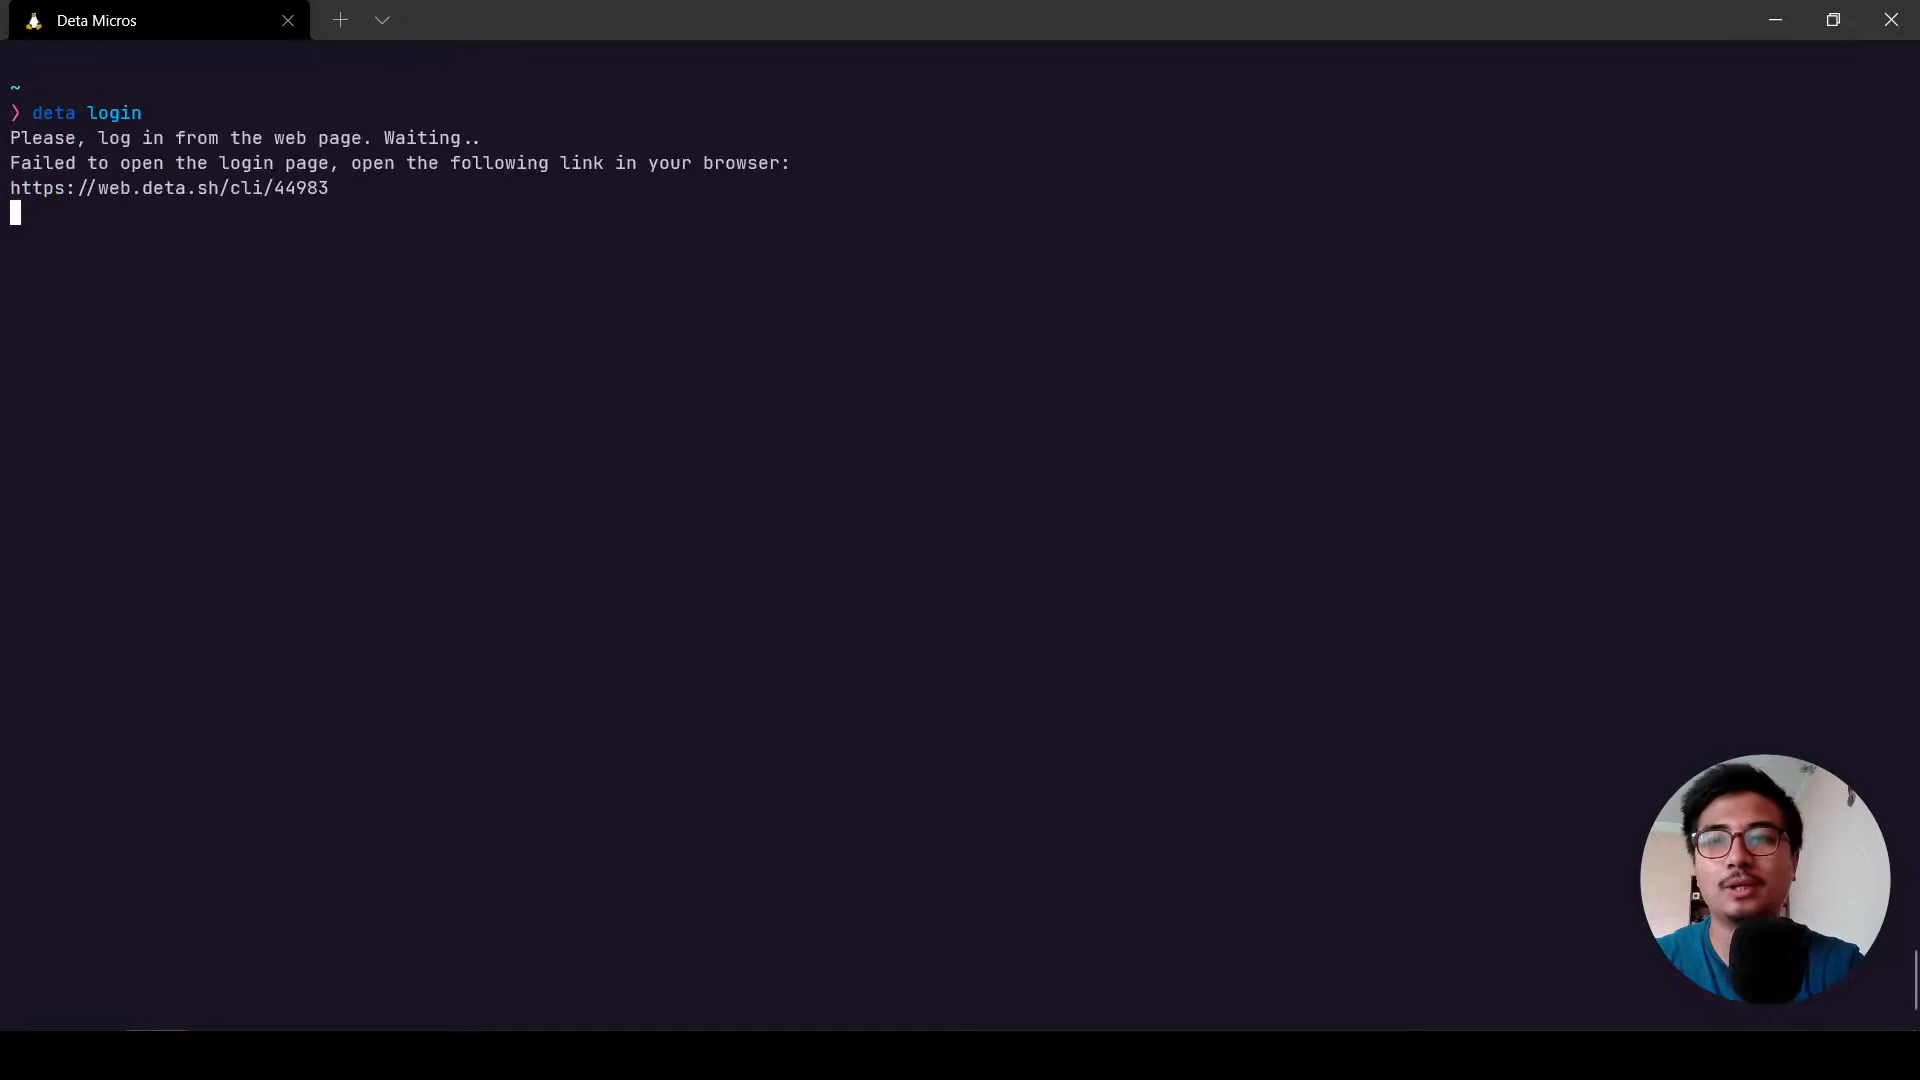 Deta Micros
~
❯ deta login
Please, log in from the web page. Waiting..
Failed to open the login page, open the following link in your browser:
https://web.deta.sh/cli/44983